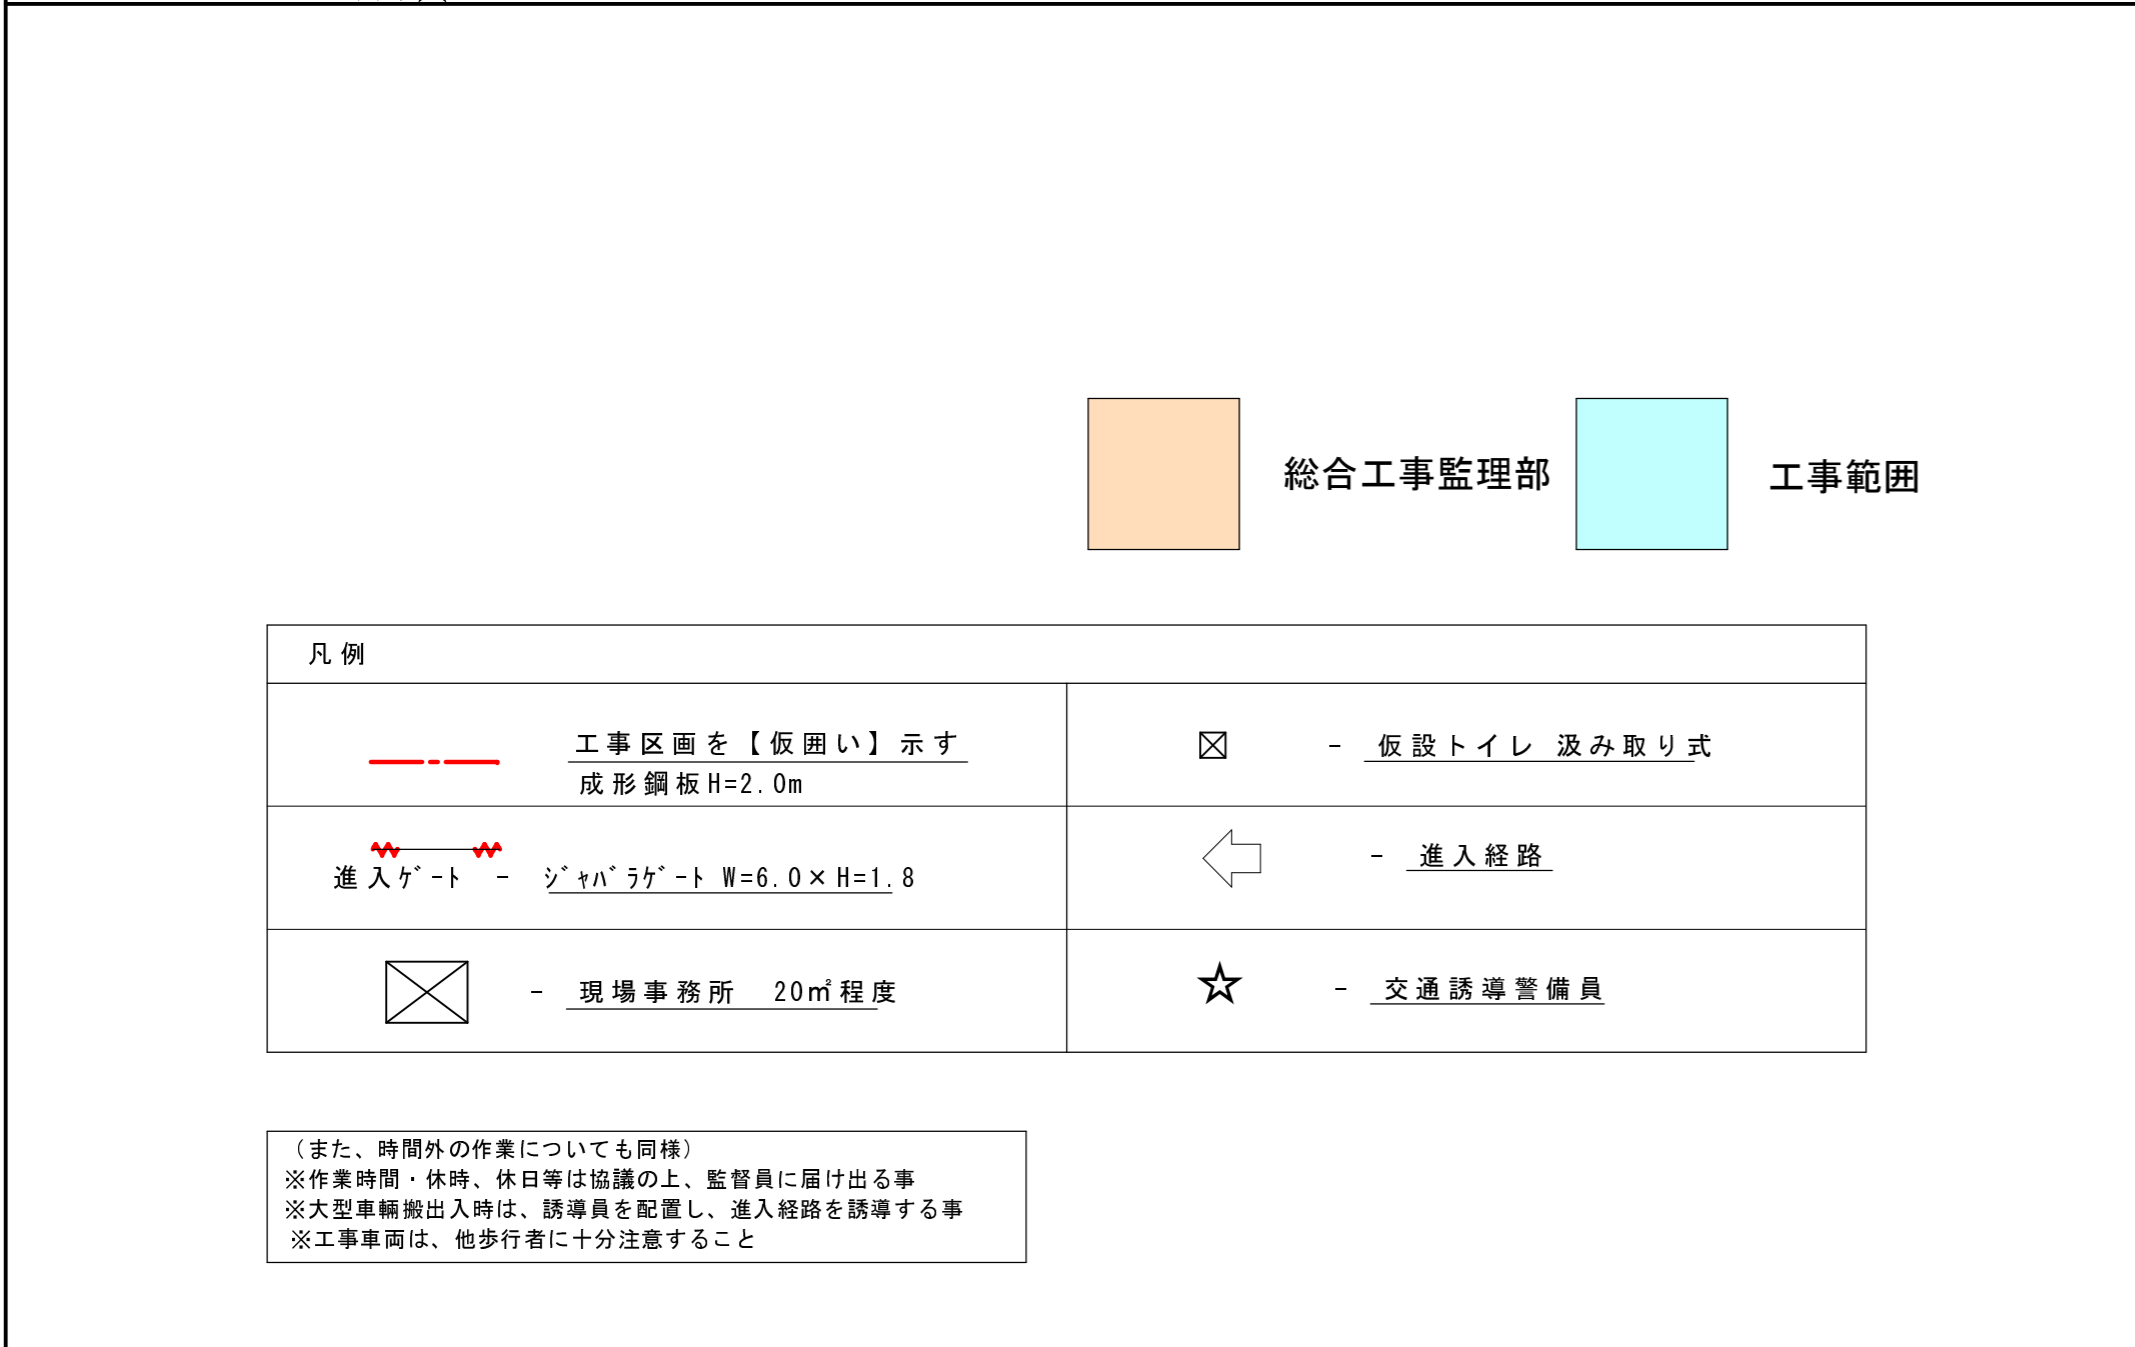 総合工事監理部
工事範囲
凡例
工事区画を【仮囲い】示す
成形鋼板H=2.0m
- 仮設トイレ 汲み取り式
進入ｹﾞｰﾄ - ｼﾞｬﾊﾞﾗｹﾞｰﾄ W=6.0×H=1.8
- 進入経路
- 現場事務所 20㎡程度
- 交通誘導警備員
（また、時間外の作業についても同様）
※作業時間・休時、休日等は協議の上、監督員に届け出る事
※大型車輛搬出入時は、誘導員を配置し、進入経路を誘導する事
※工事車両は、他歩行者に十分注意すること